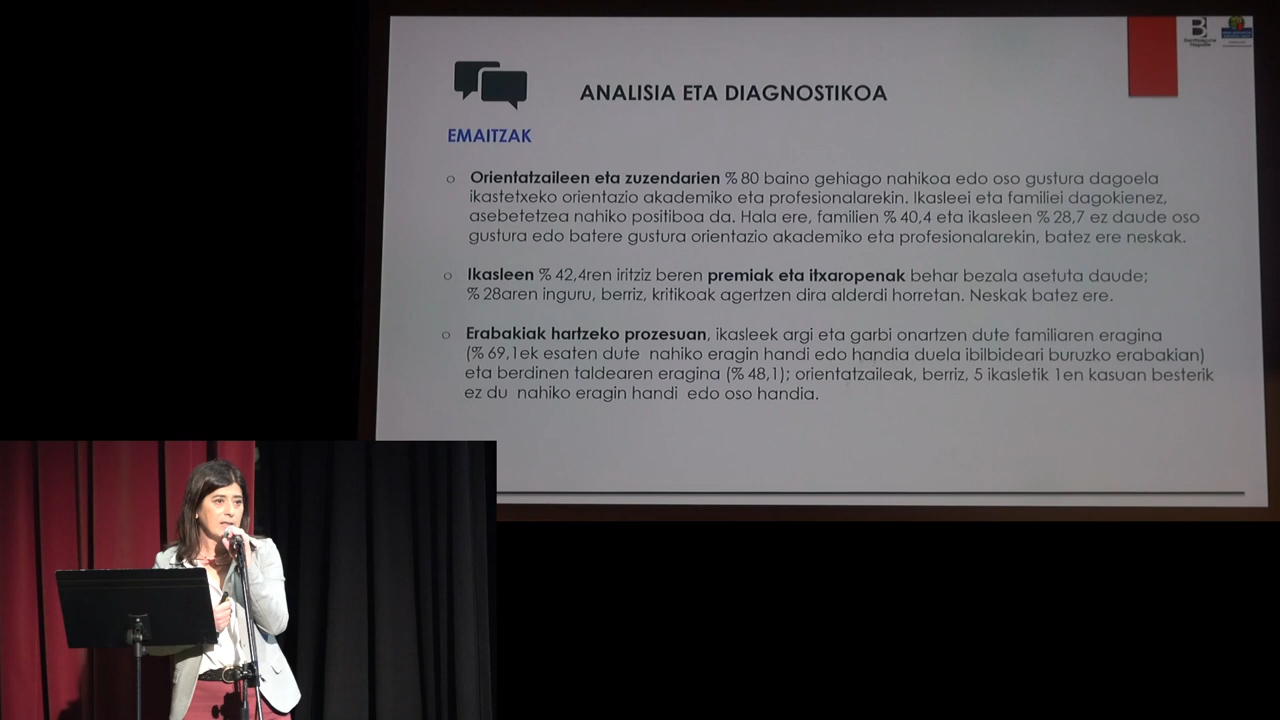 B
ANALISIA ETA DIAGNOSTIKOA
EMAITZAK
Orientatzaileen eta zuzendarien % 80 baino gehiago nahikoa edo oso gustura dagoela
ikastetxeko orientazio akademiko eta profesionalarekin. Ikasleei eta familiei dagokienez,
asebetetzea nahiko positiboa da. Hala ere, familien % 40,4 eta ikasleen % 28,7 ez daude oso
gustura edo batere gustura orientazio akademiko eta profesionalarekin, batez ere neskak.
Ikasleen % 42,4ren iritziz beren premiak eta itxaropenak behar bezala asetuta daude;
% 28aren inguru, berriz, kritikoak agertzen dira alderdi horretan. Neskak batez ere.
Erabakiak hartzeko prozesuan, ikasleek argi eta garbi onartzen dute familiaren eragina
(% 69,1ek esaten dute nahiko eragin handi edo handia duela ibilbideari buruzko erabakian)
eta berdinen taldearen eragina (% 48,1); orientatzaileak, berriz, 5 ikasletik 1en kasuan besterik
ez du nahiko eragin handi edo oso handia.